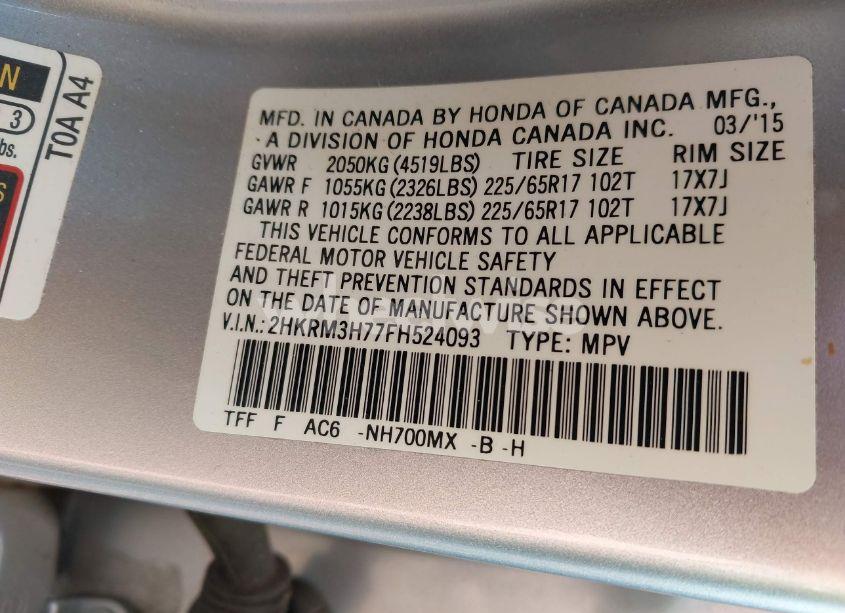 N
3
bs.
S
TOA A4
MFD. IN CANADA BY HONDA OF CANADA MFG.,
A DIVISION OF HONDA CANADA INC. 03/'15
GVWR 2050KG (4519LBS) TIRE SIZE RIM SIZE
GAWR F 1055KG (2326LBS) 225/65R17 102T 17X7J
GAWR R 1015KG (2238LBS) 225/65R17 102T 17X7J
THIS VEHICLE CONFORMS TO ALL APPLICABLE
FEDERAL MOTOR VEHICLE SAFETY
AND THEFT PREVENTION STANDARDS IN EFFECT
ON THE DATE OF MANUFACTURE SHOWN ABOVE.
V.I.N.: 2HKRM3H77FH524093 TYPE: MPV
TFF F AC6 -NH700MX -B -H